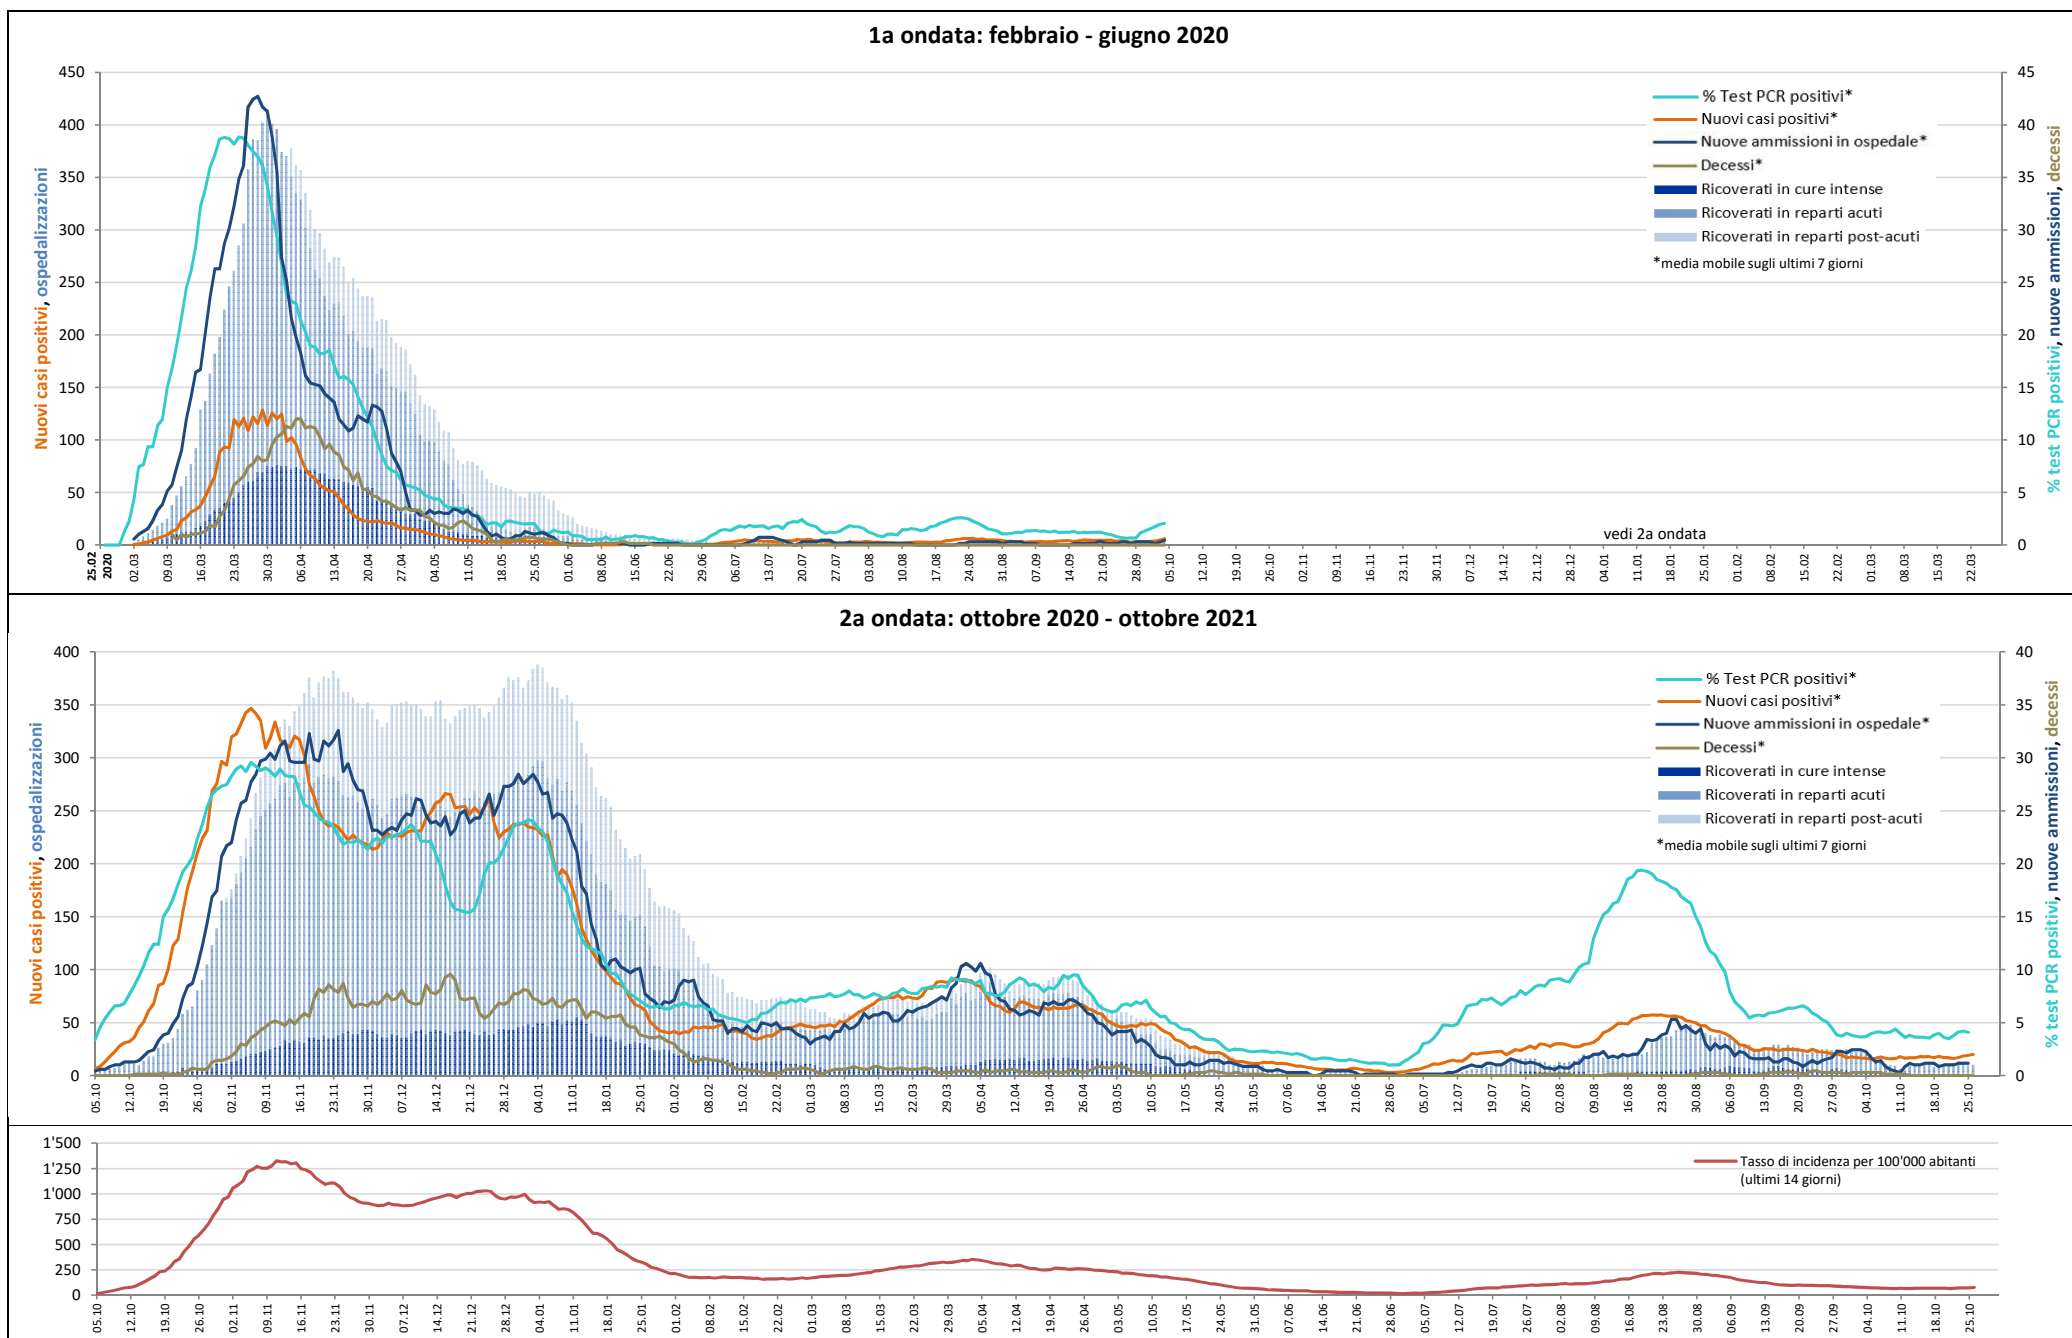 1a ondata: febbraio - giugno 2020
Nuovi casi positivi, ospedalizzazioni
450
400
350
300
250
200
150
100
50
0
45
40
35
30
25
20
15
10
5
0
% test PCR positivi, nuove ammissioni, decessi
% Test PCR positivi*
Nuovi casi positivi*
Nuove ammissioni in ospedale*
Decessi*
Ricoverati in cure intense
Ricoverati in reparti acuti
Ricoverati in reparti post-acuti
*media mobile sugli ultimi 7 giorni
vedi 2a ondata
25.02 2020 02.03 09.03 16.03 23.03 30.03 06.04 13.04 20.04 27.04 04.05 11.05 18.05 25.05 01.06 08.06 15.06 22.06 29.06 06.07 13.07 20.07 27.07 03.08 10.08 17.08 24.08 31.08 07.09 14.09 21.09 28.09 05.10 12.10 19.10 26.10 02.11 09.11 16.11 23.11 30.11 07.12 14.12 21.12 28.12 04.01 11.01 18.01 25.01 01.02 08.02 15.02 22.02 01.03 08.03 15.03 22.03
2a ondata: ottobre 2020 - ottobre 2021
Nuovi casi positivi, ospedalizzazioni
400
350
300
250
200
150
100
50
0
40
35
30
25
20
15
10
5
0
% test PCR positivi, nuove ammissioni, decessi
% Test PCR positivi*
Nuovi casi positivi*
Nuove ammissioni in ospedale*
Decessi*
Ricoverati in cure intense
Ricoverati in reparti acuti
Ricoverati in reparti post-acuti
*media mobile sugli ultimi 7 giorni
05.10 12.10 19.10 26.10 02.11 09.11 16.11 23.11 30.11 07.12 14.12 21.12 28.12 04.01 11.01 18.01 25.01 01.02 08.02 15.02 22.02 01.03 08.03 15.03 22.03 29.03 05.04 12.04 19.04 26.04 03.05 10.05 17.05 24.05 31.05 07.06 14.06 21.06 28.06 05.07 12.07 19.07 26.07 02.08 09.08 16.08 23.08 30.08 06.09 13.09 20.09 27.09 04.10 11.10 18.10 25.10
1'500
1'250
1'000
750
500
250
0
Tasso di incidenza per 100'000 abitanti
(ultimi 14 giorni)
05.10 12.10 19.10 26.10 02.11 09.11 16.11 23.11 30.11 07.12 14.12 21.12 28.12 04.01 11.01 18.01 25.01 01.02 08.02 15.02 22.02 01.03 08.03 15.03 22.03 29.03 05.04 12.04 19.04 26.04 03.05 10.05 17.05 24.05 31.05 07.06 14.06 21.06 28.06 05.07 12.07 19.07 26.07 02.08 09.08 16.08 23.08 30.08 06.09 13.09 20.09 27.09 04.10 11.10 18.10 25.10